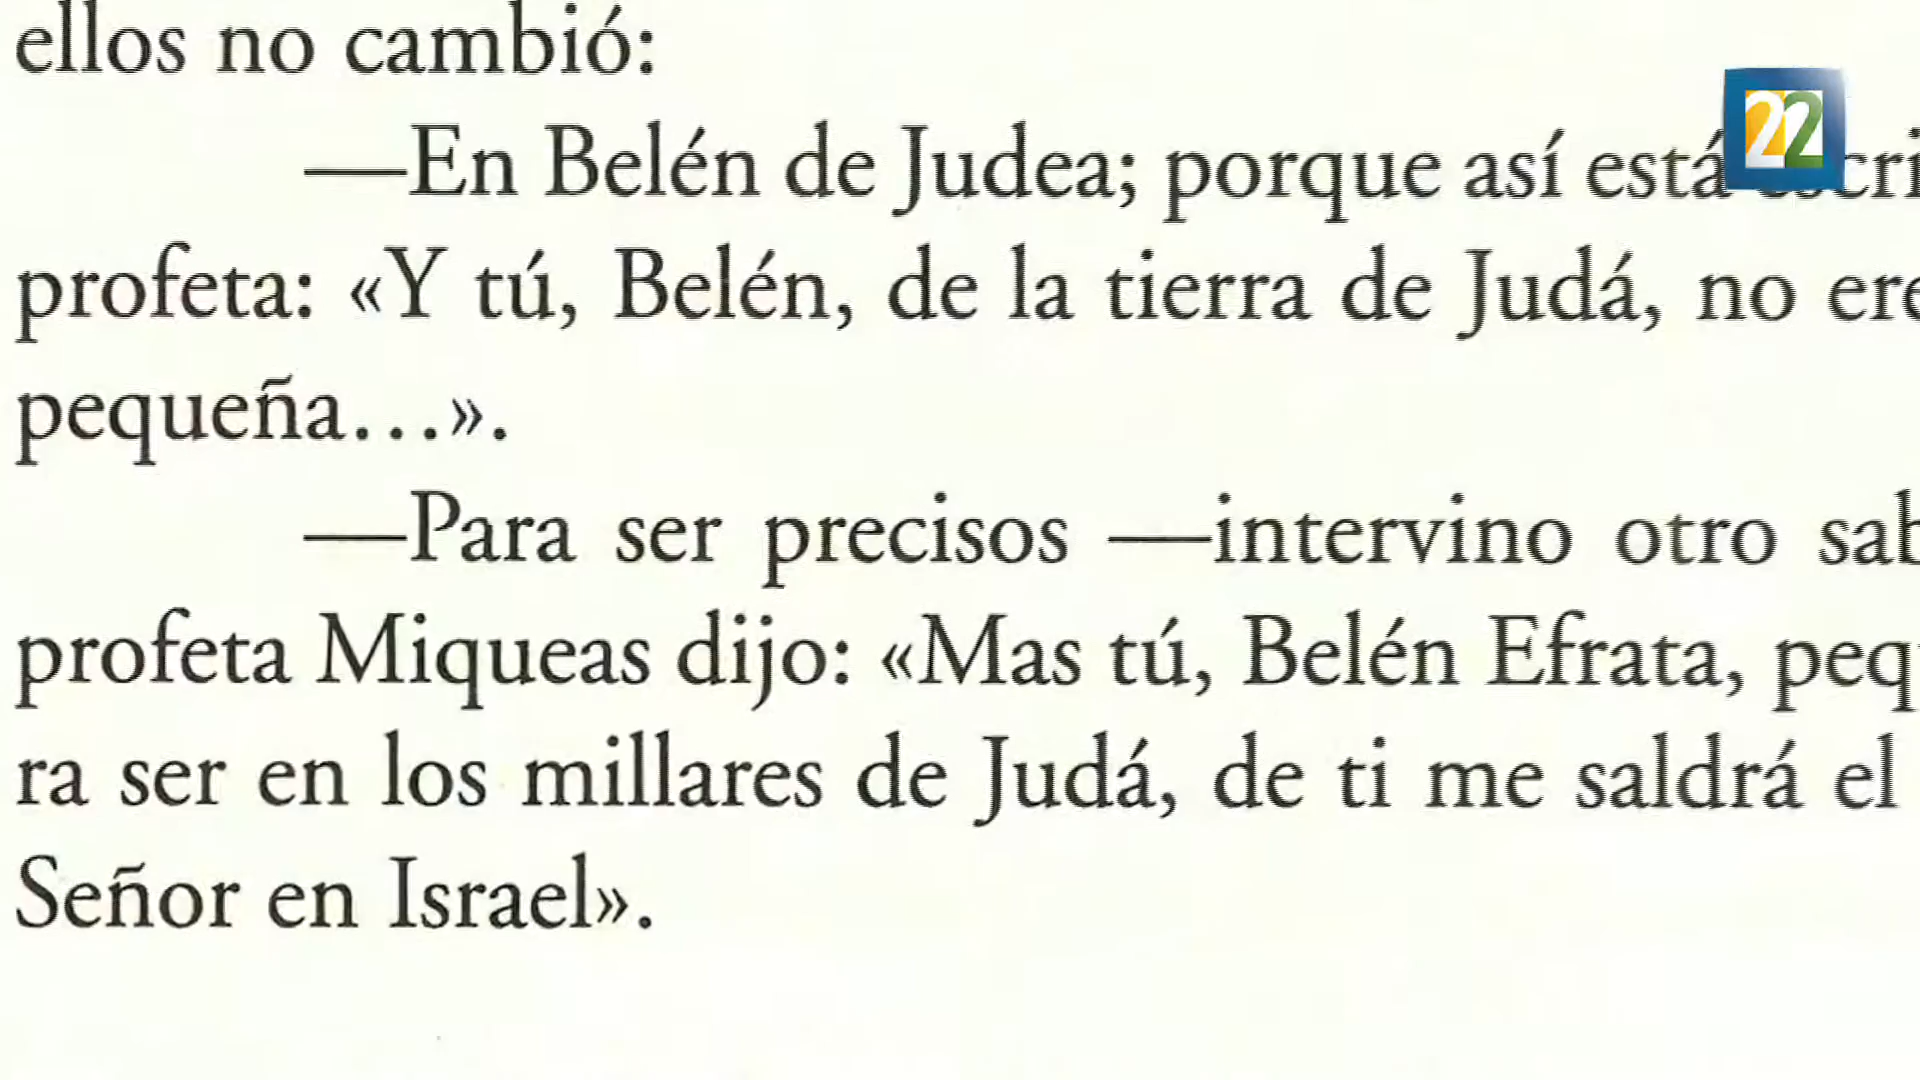 ellos no cambió:
—En Belén de Judea; porque así está
profeta: «Y tú, Belén, de la tierra de Judá, no
pequeña…».
—Para ser precisos —intervino otro
profeta Miqueas dijo: «Mas tú, Belén Efrata,
ra ser en los millares de Judá, de ti me saldrá el
Señor en Israel».
22